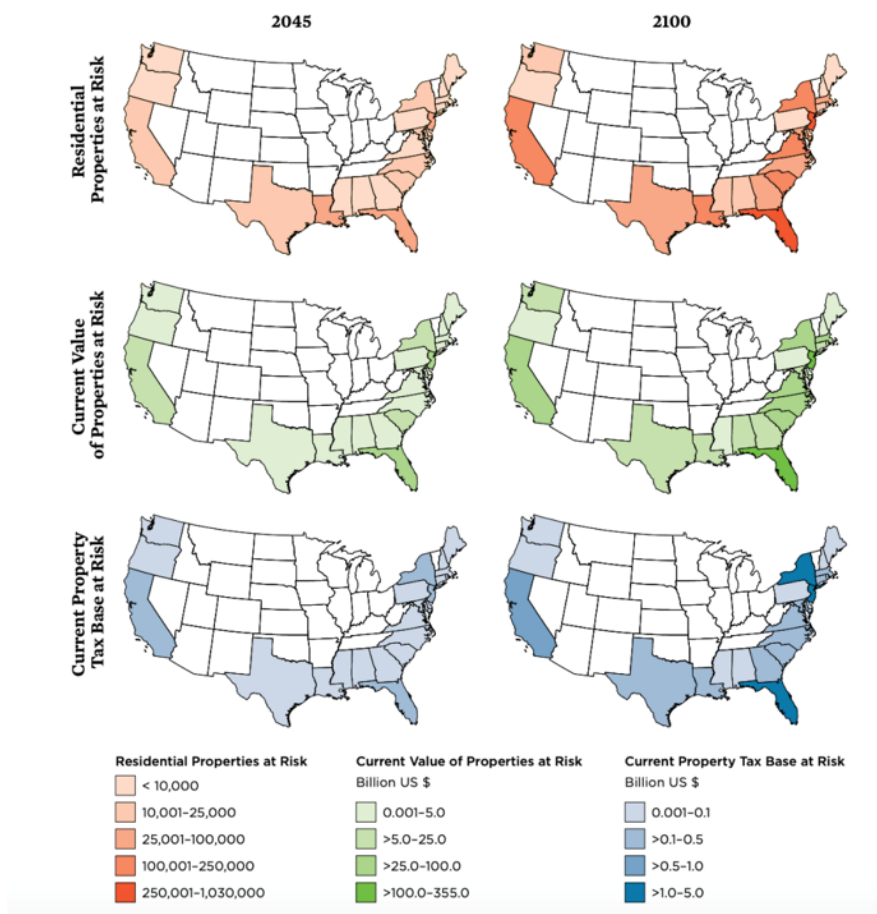 2045
2100
Residential
Properties at Risk
Current Value
of Properties at Risk
Current Property
Tax Base at Risk
Residential Properties at Risk
< 10,000
10,001–25,000
25,001–100,000
100,001–250,000
250,001–1,030,000
Current Value of Properties at Risk
Billion US $
0.001–5.0
>5.0–25.0
>25.0–100.0
>100.0–355.0
Current Property Tax Base at Risk
Billion US $
0.001–0.1
>0.1–0.5
>0.5–1.0
>1.0–5.0